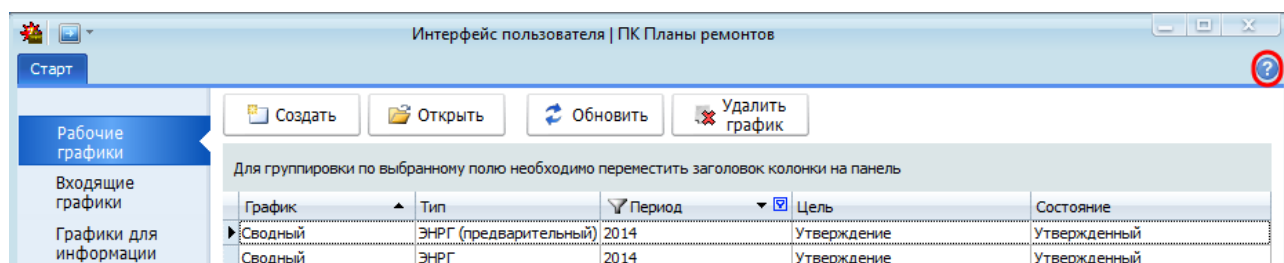 Интерфейс пользователя | ПК Планы ремонтов
Старт
?
Создать
Открыть
Обновить
Удалить
график
Рабочие
графики
Входящие
графики
Графики для
информации
Для группировки по выбранному полю необходимо переместить заголовок колонки на панель
График Тип Период Цель Состояние
Сводный ЭНРГ (предварительный) 2014 Утверждение Утвержденный
Сводный ЭНРГ 2014 Утверждение Утвержденный